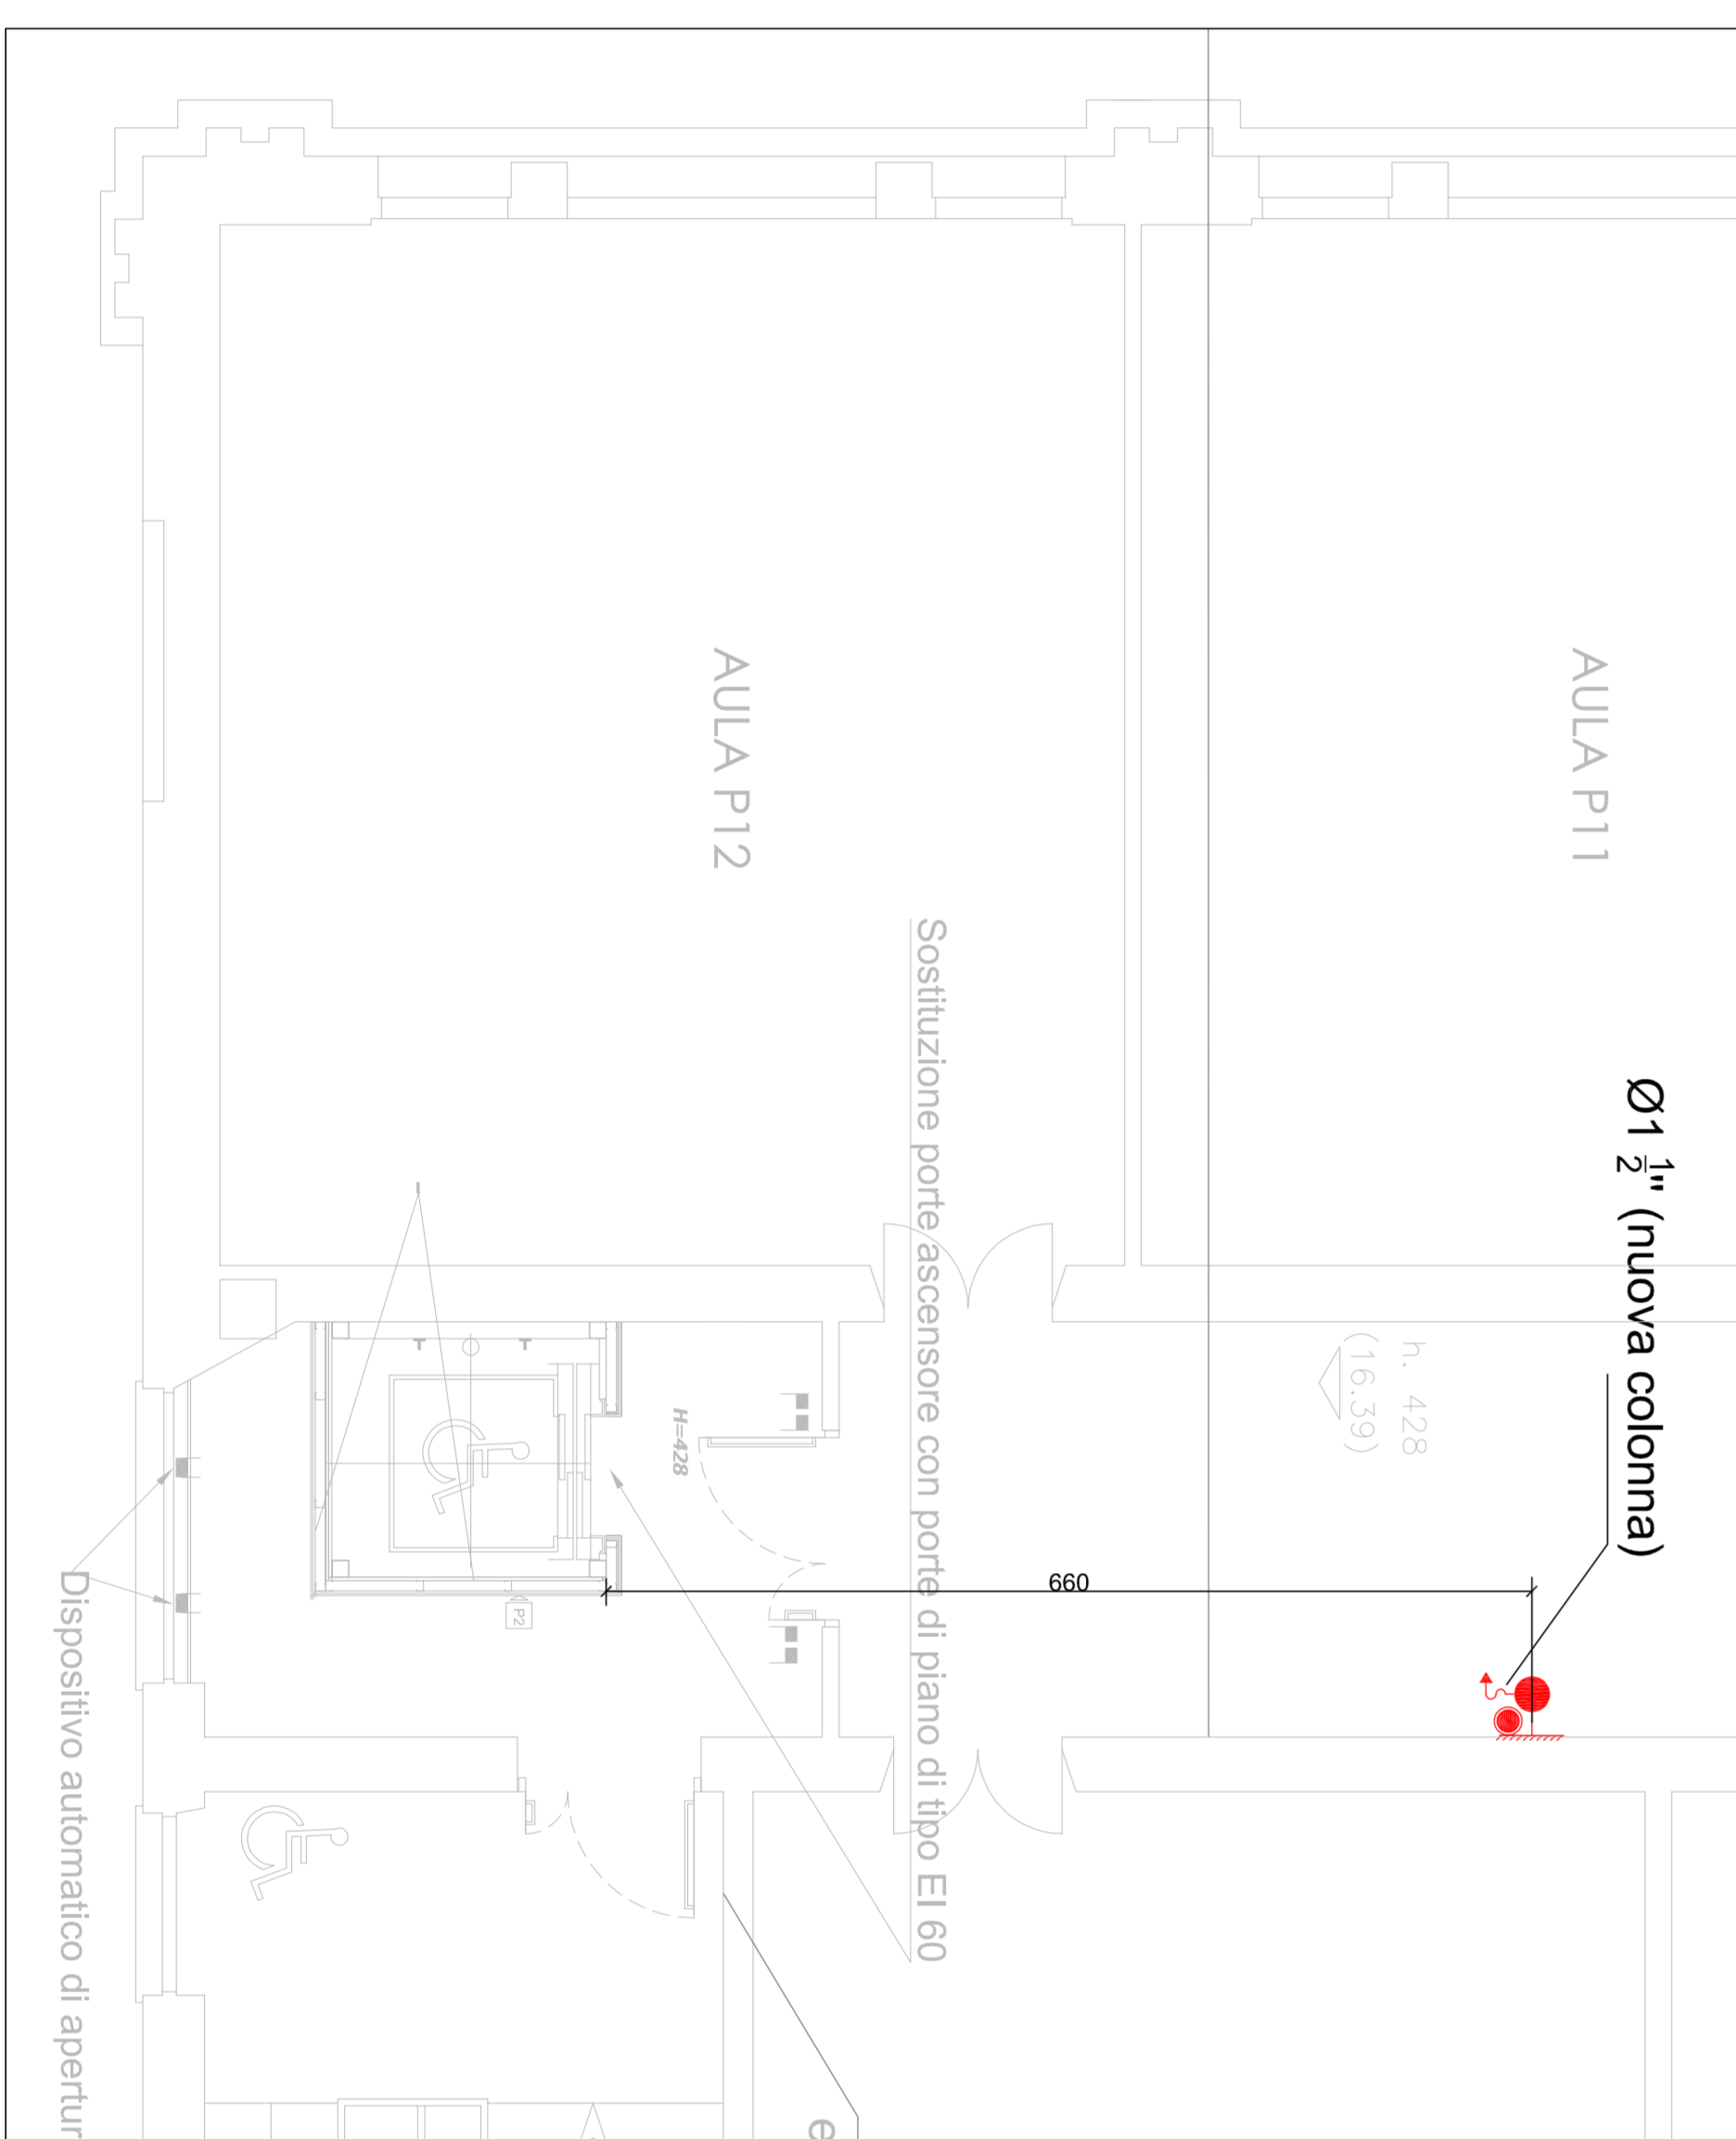 AULA P12
AULA P11
Ø1 1/2" (nuova colonna)
h. 428
(16.39)
Sostituzione porte ascensore con porte di piano di tipo EI 60
H=428
660
P2
Dispositivo automatico di apertur
e